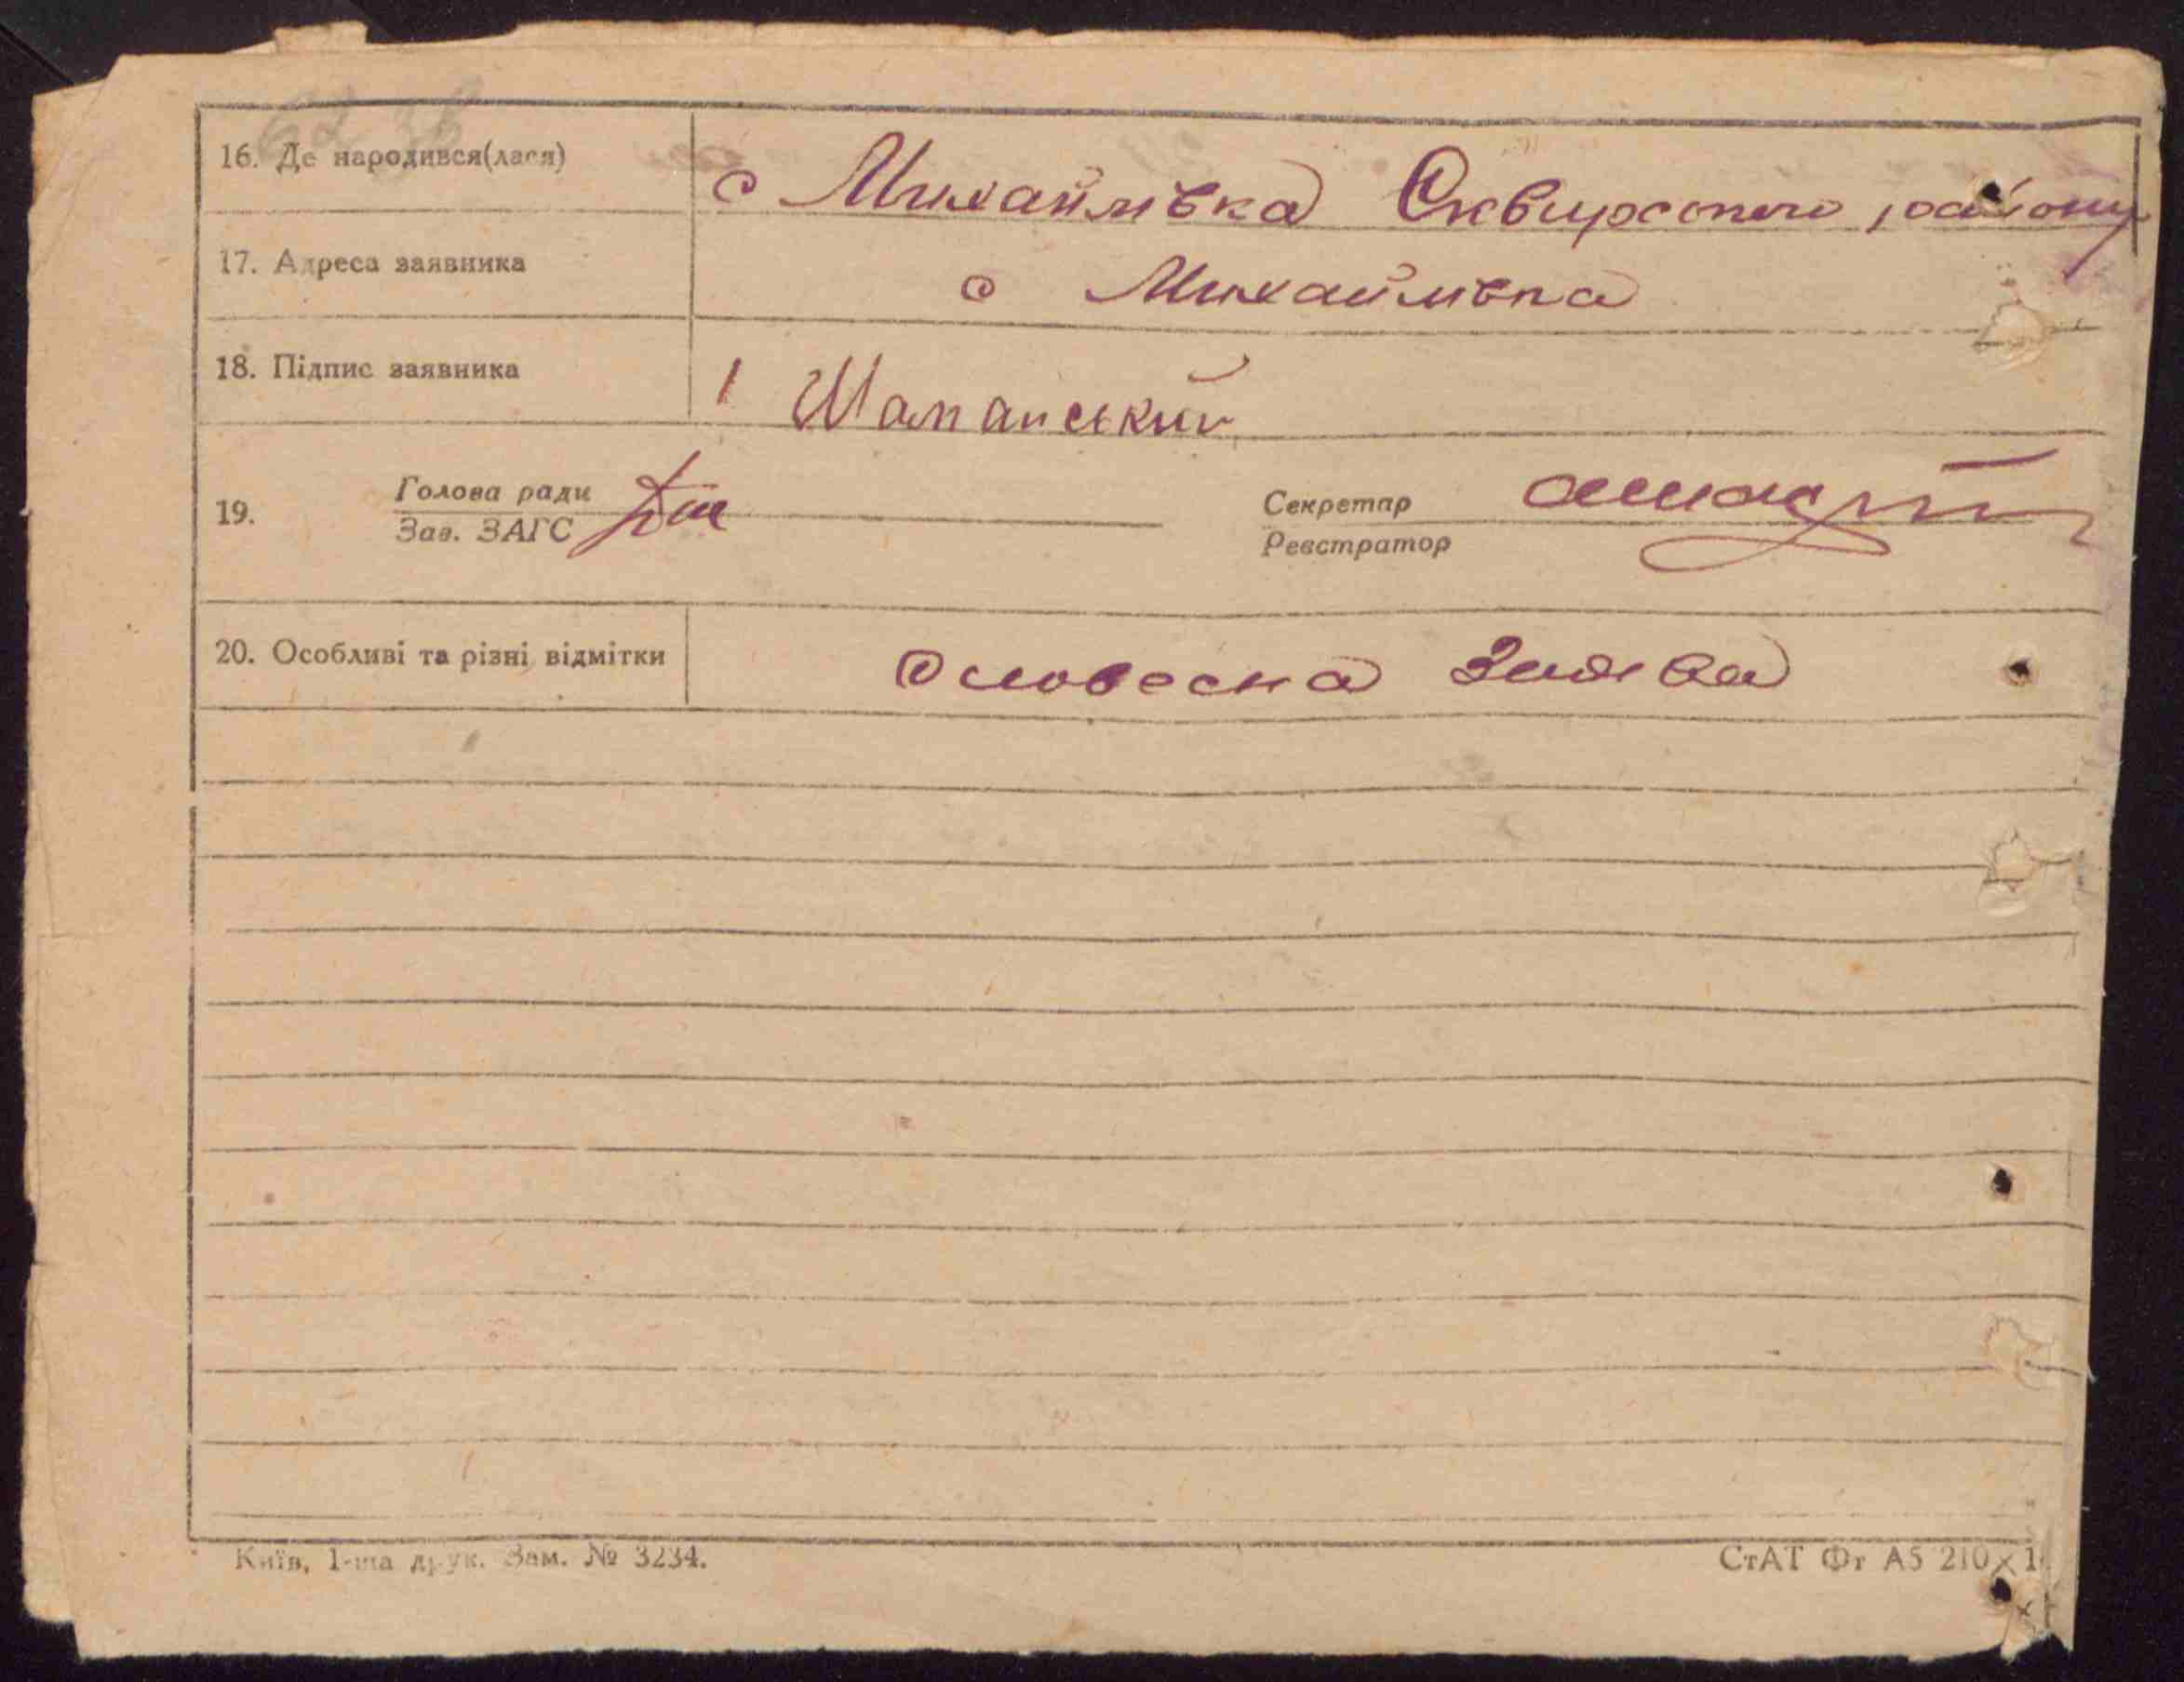 16. Де народився(лася) с Михайлівка Сквирського району
17. Адреса заявника с Михайлівка
18. Підпис заявника
19. Голова ради Секретар
Зав. ЗАГС Реєстратор
20. Особливі та різні відмітки Словесна Заява
Київ, 1-ша друк. Зам. № 3234.
СтАТ Фт А5 210×1